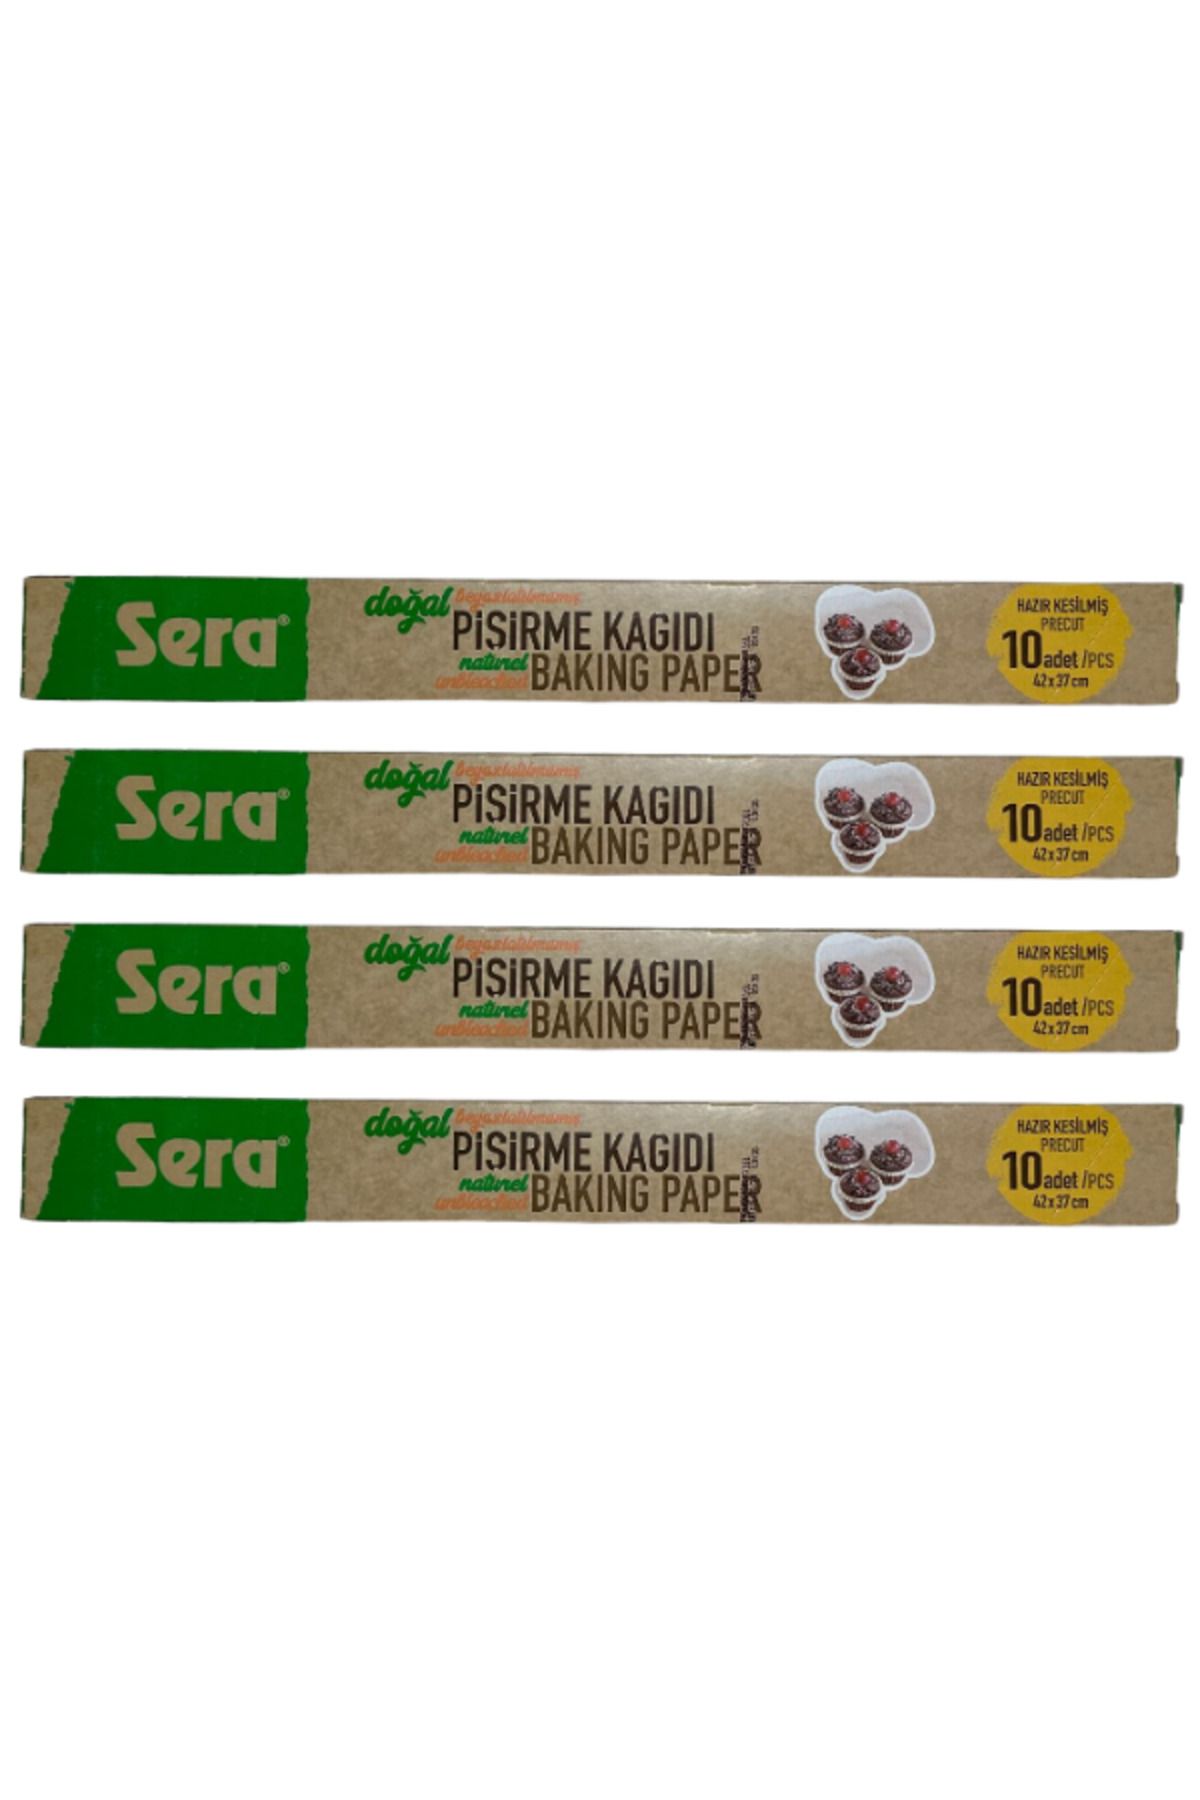 Sera®
doğal beyazlatılmamış
PİŞİRME KAGIDI
naturel
unbleached BAKING PAPER
HAZIR KESİLMİŞ
PRECUT
10 adet /PCS
42 x 37 cm
Sera®
doğal beyazlatılmamış
PİŞİRME KAGIDI
naturel
unbleached BAKING PAPER
HAZIR KESİLMİŞ
PRECUT
10 adet /PCS
42 x 37 cm
Sera®
doğal beyazlatılmamış
PİŞİRME KAGIDI
naturel
unbleached BAKING PAPER
HAZIR KESİLMİŞ
PRECUT
10 adet /PCS
42 x 37 cm
Sera®
doğal beyazlatılmamış
PİŞİRME KAGIDI
naturel
unbleached BAKING PAPER
HAZIR KESİLMİŞ
PRECUT
10 adet /PCS
42 x 37 cm